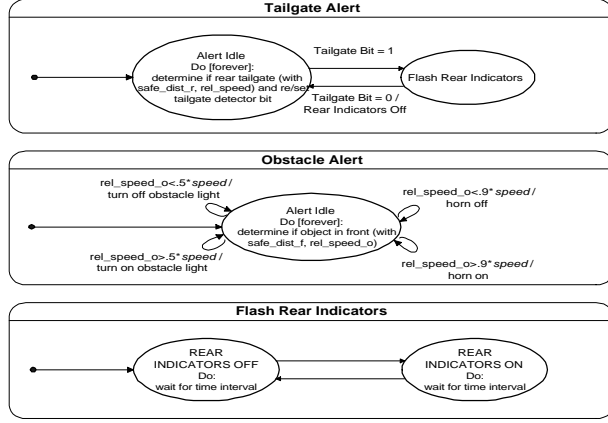 Tailgate Alert
Alert Idle
Do [forever]:
determine if rear tailgate (with
safe_dist_r, rel_speed) and re/set
tailgate detector bit
Tailgate Bit = 1
Tailgate Bit = 0 /
Rear Indicators Off
Flash Rear Indicators
Obstacle Alert
rel_speed_o<.5*speed/
turn off obstacle light
rel_speed_o>.5*speed/
turn on obstacle light
Alert Idle
Do [forever]:
determine if object in front (with
safe_dist_f, rel_speed_o)
rel_speed_o<.9*speed/
horn off
rel_speed_o>.9*speed/
horn on
Flash Rear Indicators
REAR
INDICATORS OFF
Do:
wait for time interval
REAR
INDICATORS ON
Do:
wait for time interval